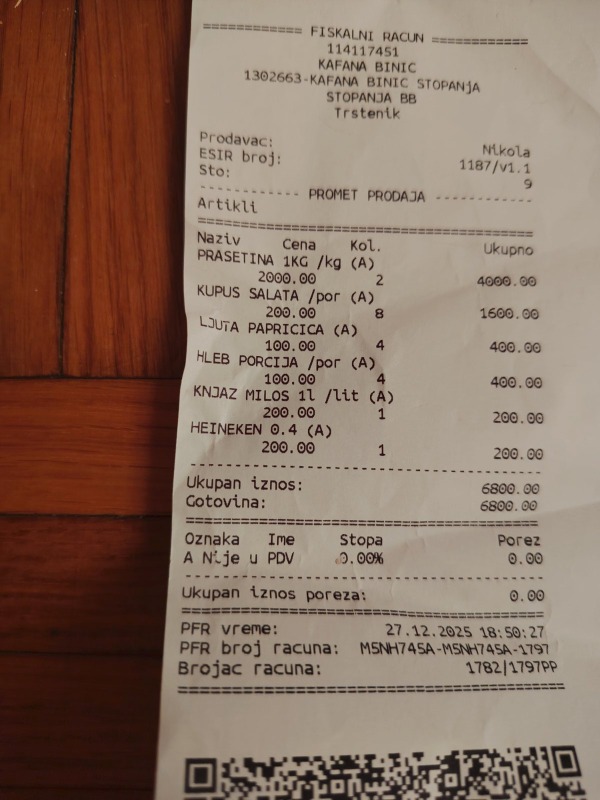 ============ FISKALNI RACUN ============
114117451
KAFANA BINIC
1302663-KAFANA BINIC STOPANJA
STOPANJA BB
Trstenik
Prodavac: Nikola
ESIR broj: 1187/v1.1
Sto: 9
------------ PROMET PRODAJA ------------
Artikli
========================================
Naziv Cena Kol. Ukupno
PRASETINA 1KG /kg (A)
2000.00 2 4000.00
KUPUS SALATA /por (A)
200.00 8 1600.00
LJUTA PAPRICICA (A)
100.00 4 400.00
HLEB PORCIJA /por (A)
100.00 4 400.00
KNJAZ MILOS 1l /lit (A)
200.00 1 200.00
HEINEKEN 0.4 (A)
200.00 1 200.00
----------------------------------------
Ukupan iznos: 6800.00
Gotovina: 6800.00
========================================
Oznaka Ime Stopa Porez
A Nije u PDV 0.00% 0.00
----------------------------------------
Ukupan iznos poreza: 0.00
========================================
PFR vreme: 27.12.2025 18:50:27
PFR broj racuna: M5NH745A-M5NH745A-1797
Brojac racuna: 1782|1797PP
========================================